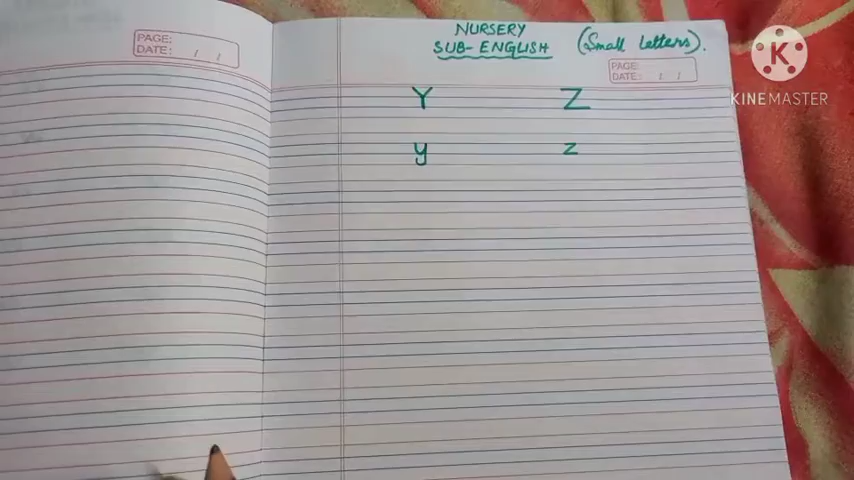 NURSERY
SUB- ENGLISH
(Small Letters).
PAGE:
DATE: / /
PAGE:
DATE: / /
Y Z
y z
K
KINEMASTER